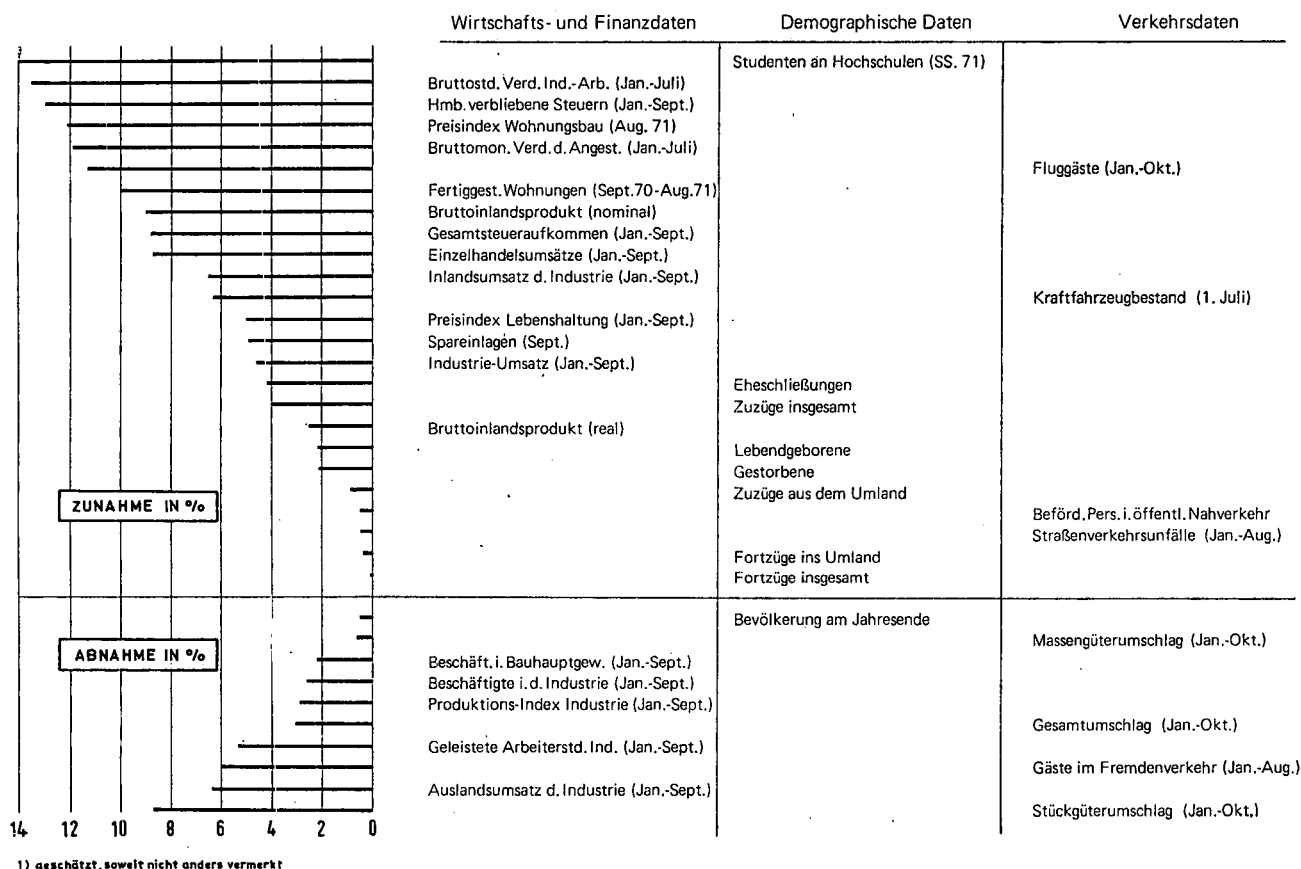 Wirtschafts- und Finanzdaten Demographische Daten Verkehrsdaten
Studenten an Hochschulen (SS. 71)
Bruttostd. Verd. Ind.-Arb. (Jan.-Juli)
Hmb. verbliebene Steuern (Jan.-Sept.)
Preisindex Wohnungsbau (Aug. 71)
Bruttomon. Verd. d. Angest. (Jan.-Juli)
Fluggäste (Jan.-Okt.)
Fertiggest. Wohnungen (Sept.70-Aug.71)
Bruttoinlandsprodukt (nominal)
Gesamtsteueraufkommen (Jan.-Sept.)
Einzelhandelsumsätze (Jan.-Sept.)
Inlandsumsatz d. Industrie (Jan.-Sept.)
Kraftfahrzeugbestand (1. Juli)
Preisindex Lebenshaltung (Jan.-Sept.)
Spareinlagen (Sept.)
Industrie-Umsatz (Jan.-Sept.)
Eheschließungen
Zuzüge insgesamt
Bruttoinlandsprodukt (real)
Lebendgeborene
Gestorbene
Zuzüge aus dem Umland
ZUNAHME IN %
Beförd. Pers. i. öffentl. Nahverkehr
Straßenverkehrsunfälle (Jan.-Aug.)
Fortzüge ins Umland
Fortzüge insgesamt
Bevölkerung am Jahresende
Massengüterumschlag (Jan.-Okt.)
ABNAHME IN %
Beschäft. i. Bauhauptgew. (Jan.-Sept.)
Beschäftigte i. d. Industrie (Jan.-Sept.)
Produktions-Index Industrie (Jan.-Sept.)
Gesamtumschlag (Jan.-Okt.)
Geleistete Arbeiterstd. Ind. (Jan.-Sept.)
Gäste im Fremdenverkehr (Jan.-Aug.)
Auslandsumsatz d. Industrie (Jan.-Sept.)
Stückgüterumschlag (Jan.-Okt.)
14 12 10 8 6 4 2 0
1) geschätzt, soweit nicht anders vermerkt